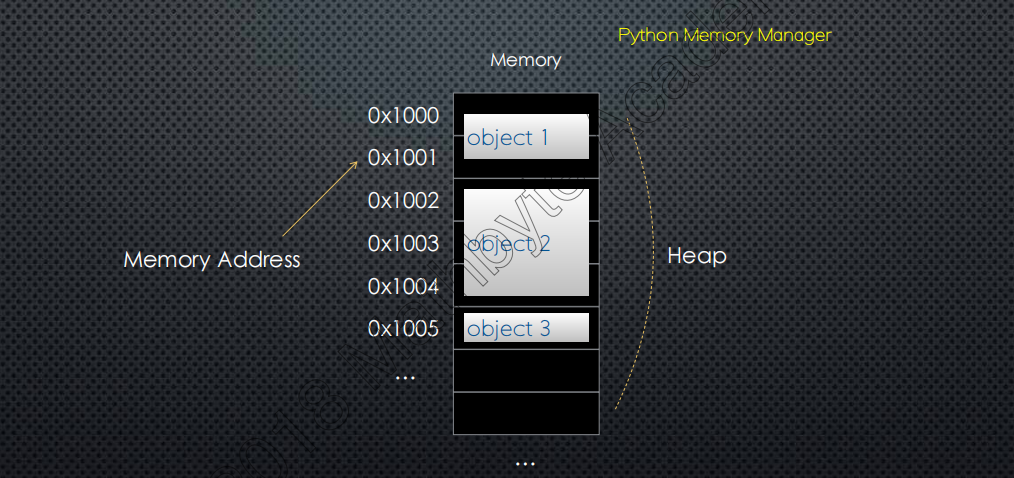 Python Memory Manager
Memory
0x1000
object 1
0x1001
0x1002
0x1003
object 2
0x1004
0x1005
object 3
Memory Address
Heap
...
...